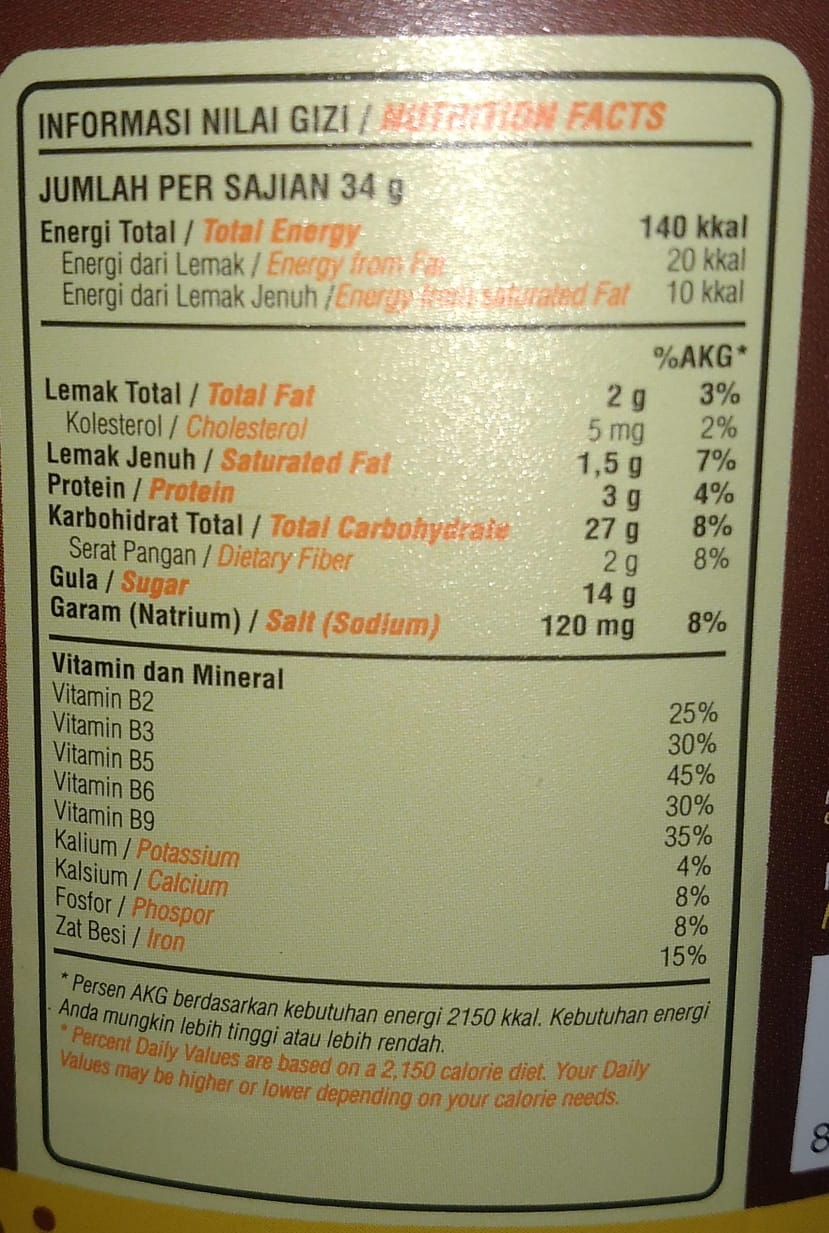 INFORMASI NILAI GIZI / NUTRITION FACTS
JUMLAH PER SAJIAN 34 g
Energi Total / Total Energy 140 kkal
Energi dari Lemak / Energy from Fat 20 kkal
Energi dari Lemak Jenuh /Energy from saturated Fat 10 kkal
%AKG*
Lemak Total / Total Fat 2 g 3%
Kolesterol / Cholesterol 5 mg 2%
Lemak Jenuh / Saturated Fat 1,5 g 7%
Protein / Protein 3 g 4%
Karbohidrat Total / Total Carbohydrate 27 g 8%
Serat Pangan / Dietary Fiber 2 g 8%
Gula / Sugar 14 g
Garam (Natrium) / Salt (Sodium) 120 mg 8%
Vitamin dan Mineral
Vitamin B2 25%
Vitamin B3 30%
Vitamin B5 45%
Vitamin B6 30%
Vitamin B9 35%
Kalium / Potassium 4%
Kalsium / Calcium 8%
Fosfor / Phospor 8%
Zat Besi / Iron 15%
* Persen AKG berdasarkan kebutuhan energi 2150 kkal. Kebutuhan energi
Anda mungkin lebih tinggi atau lebih rendah.
* Percent Daily Values are based on a 2,150 calorie diet. Your Daily
Values may be higher or lower depending on your calorie needs.
8